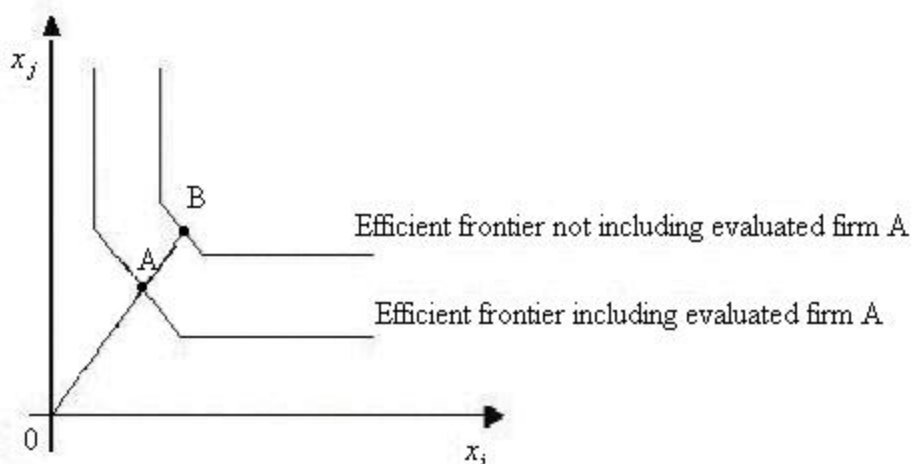 x_j
B
Efficient frontier not including evaluated firm A
A
Efficient frontier including evaluated firm A
0
x_i